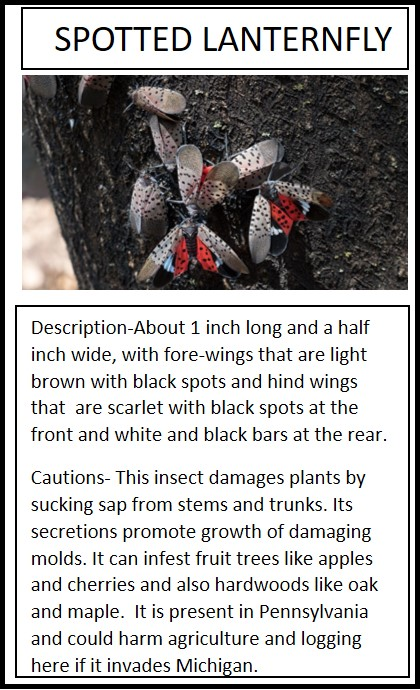 SPOTTED LANTERNFLY
Description-About 1 inch long and a half
inch wide, with fore-wings that are light
brown with black spots and hind wings
that  are scarlet with black spots at the
front and white and black bars at the rear.
Cautions- This insect damages plants by
sucking sap from stems and trunks. Its
secretions promote growth of damaging
molds. It can infest fruit trees like apples
and cherries and also hardwoods like oak
and maple.  It is present in Pennsylvania
and could harm agriculture and logging
here if it invades Michigan.